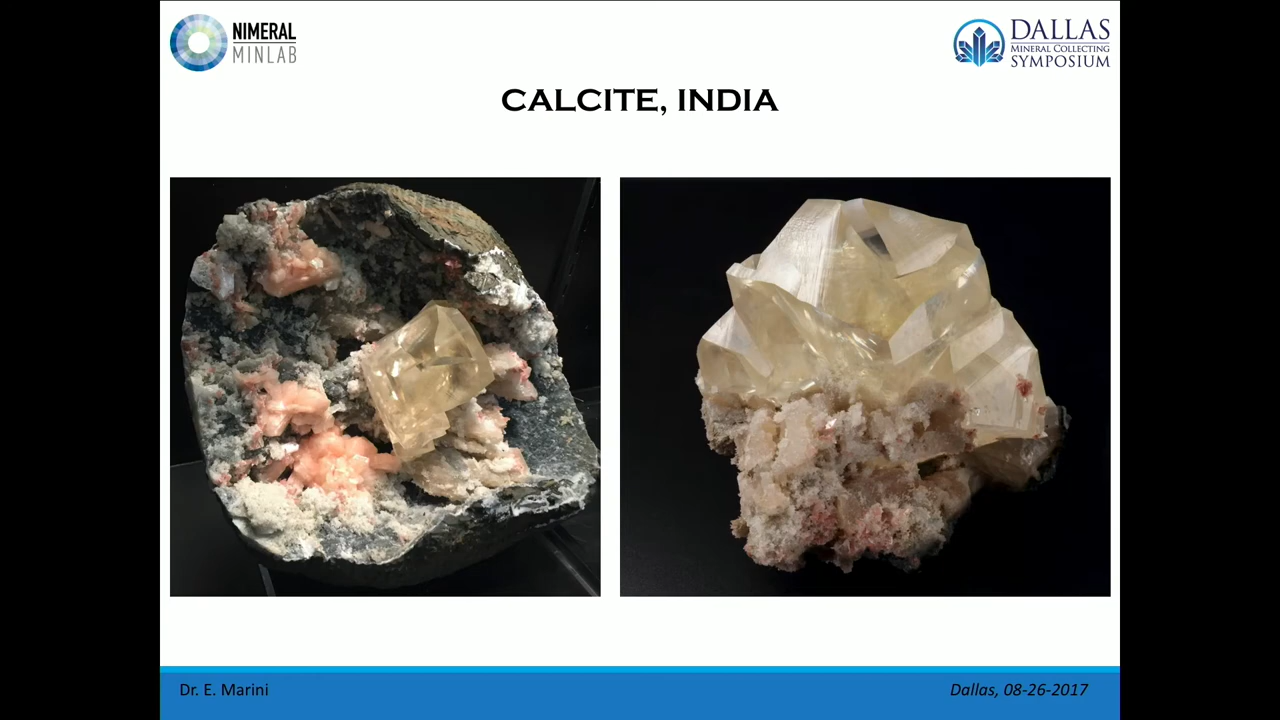 NIMERAL
MINLAB
DALLAS
MINERAL COLLECTING
SYMPOSIUM
CALCITE, INDIA
Dr. E. Marini
Dallas, 08-26-2017